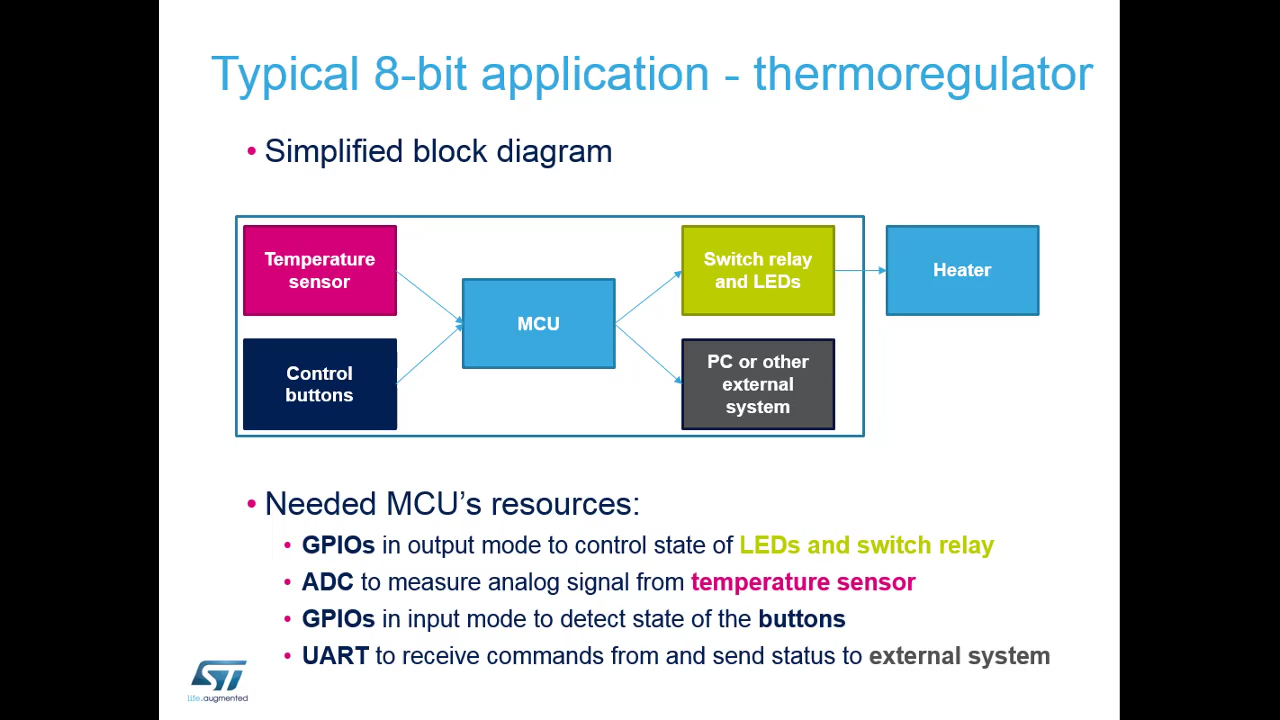 Typical 8-bit application - thermoregulator
• Simplified block diagram
Temperature
sensor
Control
buttons
MCU
Switch relay
and LEDs
PC or other
external
system
Heater
• Needed MCU’s resources:
• GPIOs in output mode to control state of LEDs and switch relay
• ADC to measure analog signal from temperature sensor
• GPIOs in input mode to detect state of the buttons
• UART to receive commands from and send status to external system
ST
life.augmented